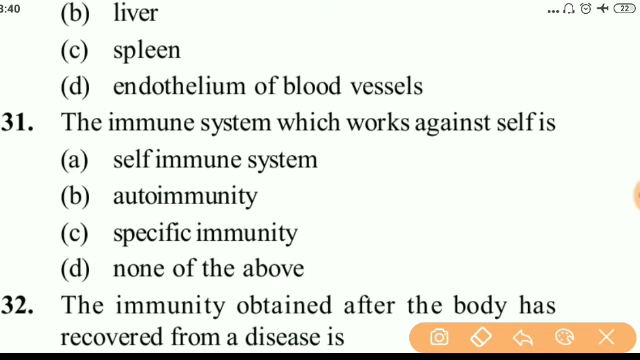 3:40
22
(b) liver
(c) spleen
(d) endothelium of blood vessels
31. The immune system which works against self is
(a) self immune system
(b) autoimmunity
(c) specific immunity
(d) none of the above
32. The immunity obtained after the body has
recovered from a disease is